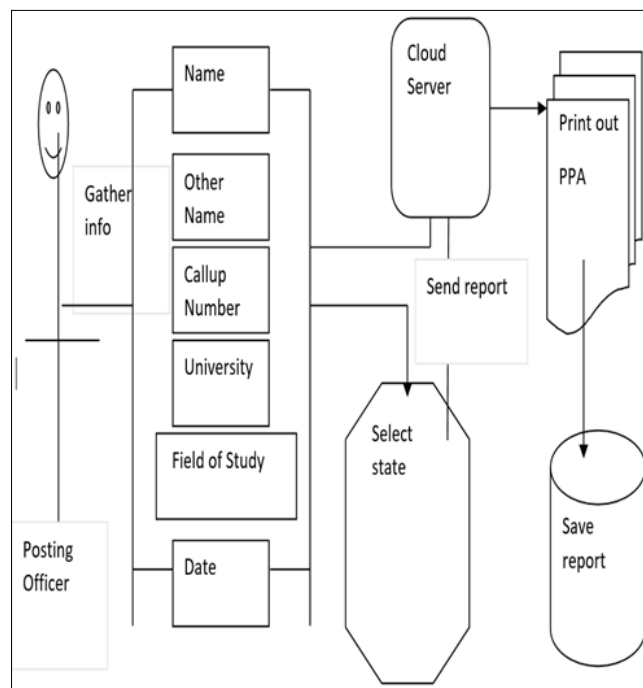 Name
Cloud
Server
Print out
PPA
Gather
info
Other
Name
Callup
Number
Send report
University
Select
state
Field of Study
Posting
Officer
Date
Save
report